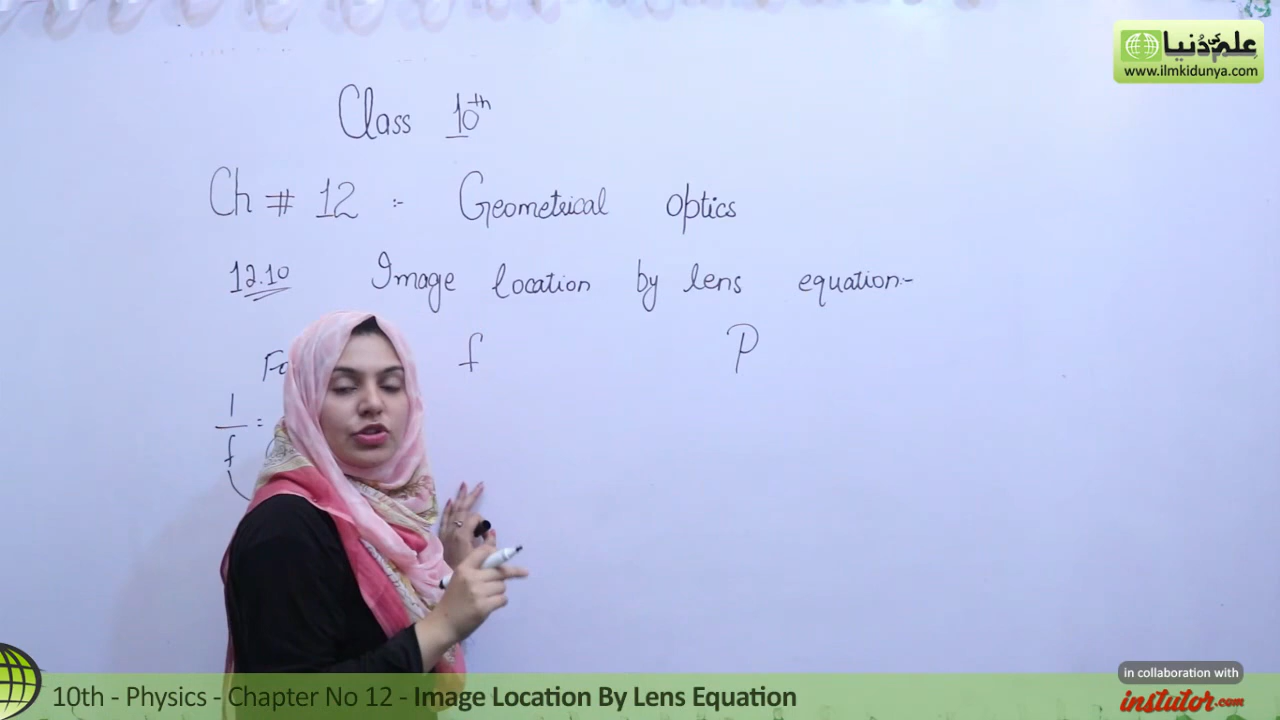 علم کی دنیا
www.ilmkidunya.com
Class 10th
Ch # 12 :- Geometrical optics
12.10 Image location by lens equation:-
f P
1
f
=
10th - Physics - Chapter No 12 - Image Location By Lens Equation
in collaboration with
instutor.com